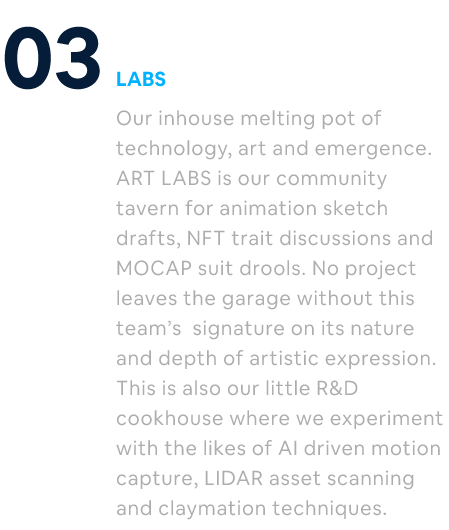 03
LABS
Our inhouse melting pot of
technology, art and emergence.
ART LABS is our community
tavern for animation sketch
drafts, NFT trait discussions and
MOCAP suit drools. No project
leaves the garage without this
team’s  signature on its nature
and depth of artistic expression.
This is also our little R&D
cookhouse where we experiment
with the likes of AI driven motion
capture, LIDAR asset scanning
and claymation techniques.